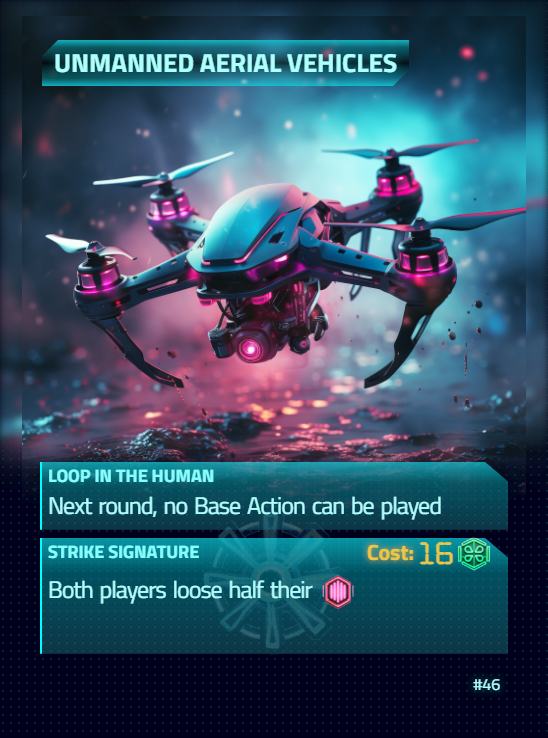 UNMANNED AERIAL VEHICLES
LOOP IN THE HUMAN
Next round, no Base Action can be played
STRIKE SIGNATURE
Cost: 16
Both players loose half their
#46